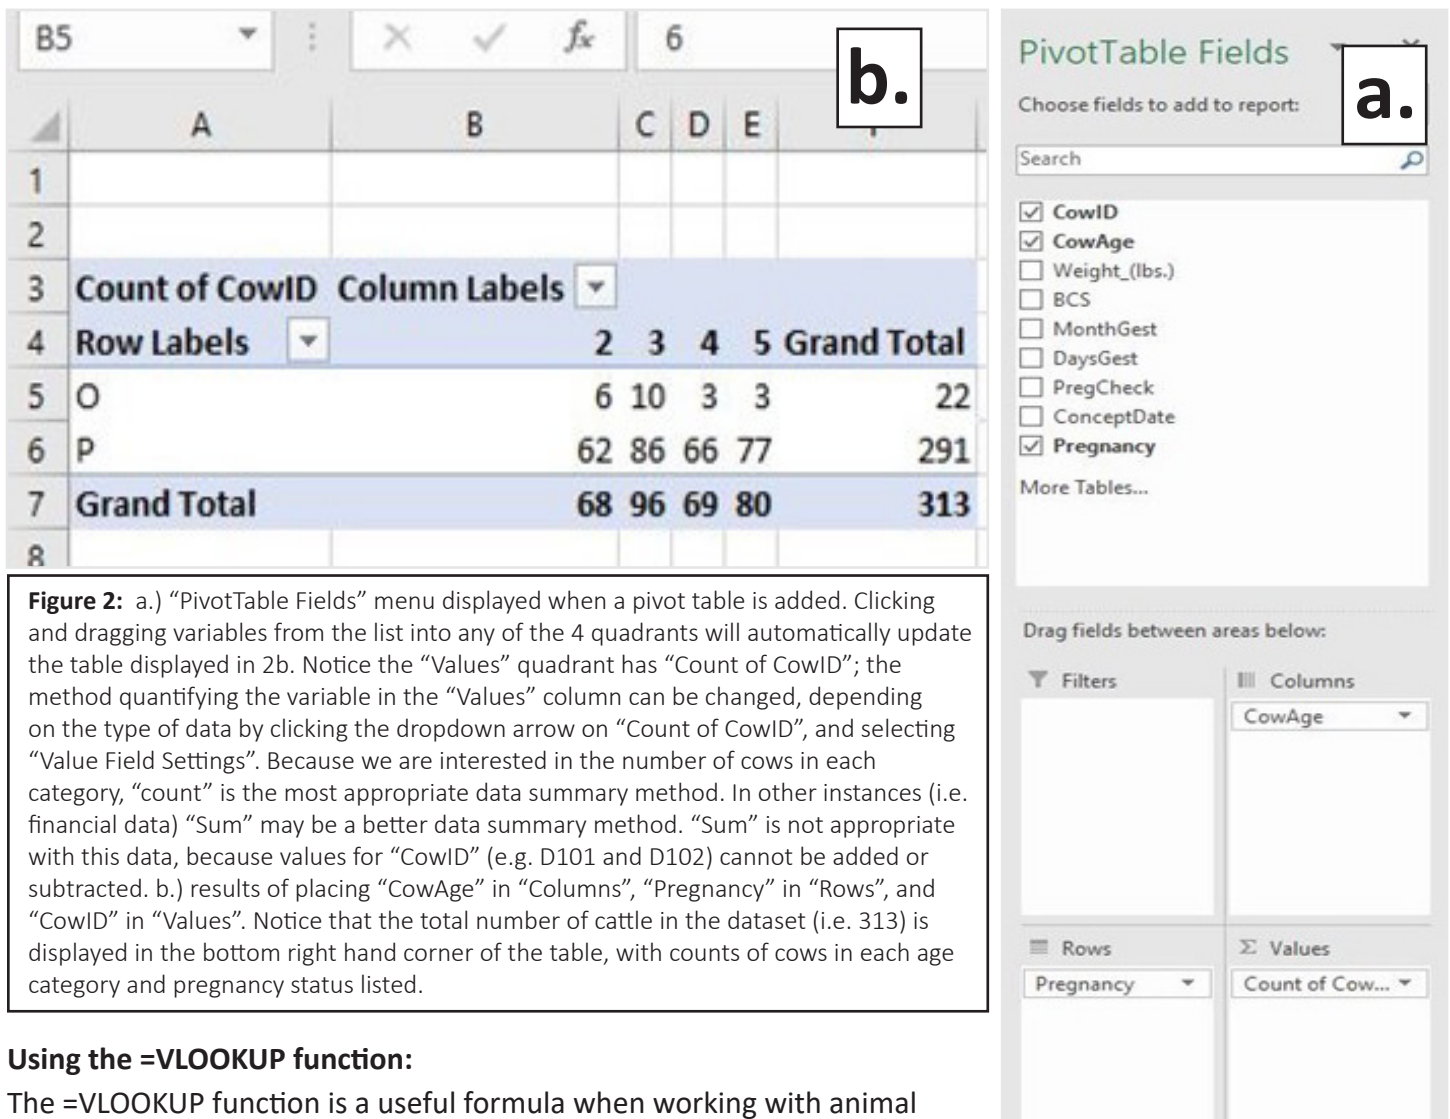 B5 fx 6
b.
A B C D E
1
2
3 Count of CowID Column Labels
4 Row Labels 2 3 4 5 Grand Total
5 O 6 10 3 3 22
6 P 62 86 66 77 291
7 Grand Total 68 96 69 80 313
8
Figure 2: a.) “PivotTable Fields” menu displayed when a pivot table is added. Clicking
and dragging variables from the list into any of the 4 quadrants will automatically update
the table displayed in 2b. Notice the “Values” quadrant has “Count of CowID”; the
method quantifying the variable in the “Values” column can be changed, depending
on the type of data by clicking the dropdown arrow on “Count of CowID”, and selecting
“Value Field Settings”. Because we are interested in the number of cows in each
category, “count” is the most appropriate data summary method. In other instances (i.e.
financial data) “Sum” may be a better data summary method. “Sum” is not appropriate
with this data, because values for “CowID” (e.g. D101 and D102) cannot be added or
subtracted. b.) results of placing “CowAge” in “Columns”, “Pregnancy” in “Rows”, and
“CowID” in “Values”. Notice that the total number of cattle in the dataset (i.e. 313) is
displayed in the bottom right hand corner of the table, with counts of cows in each age
category and pregnancy status listed.
Using the =VLOOKUP function:
The =VLOOKUP function is a useful formula when working with animal
PivotTable Fields
a.
Choose fields to add to report:
Search
CowID
CowAge
Weight_(lbs.)
BCS
MonthGest
DaysGest
PregCheck
ConceptDate
Pregnancy
More Tables...
Drag fields between areas below:
Filters
Columns
CowAge
Rows
Σ Values
Pregnancy
Count of Cow...